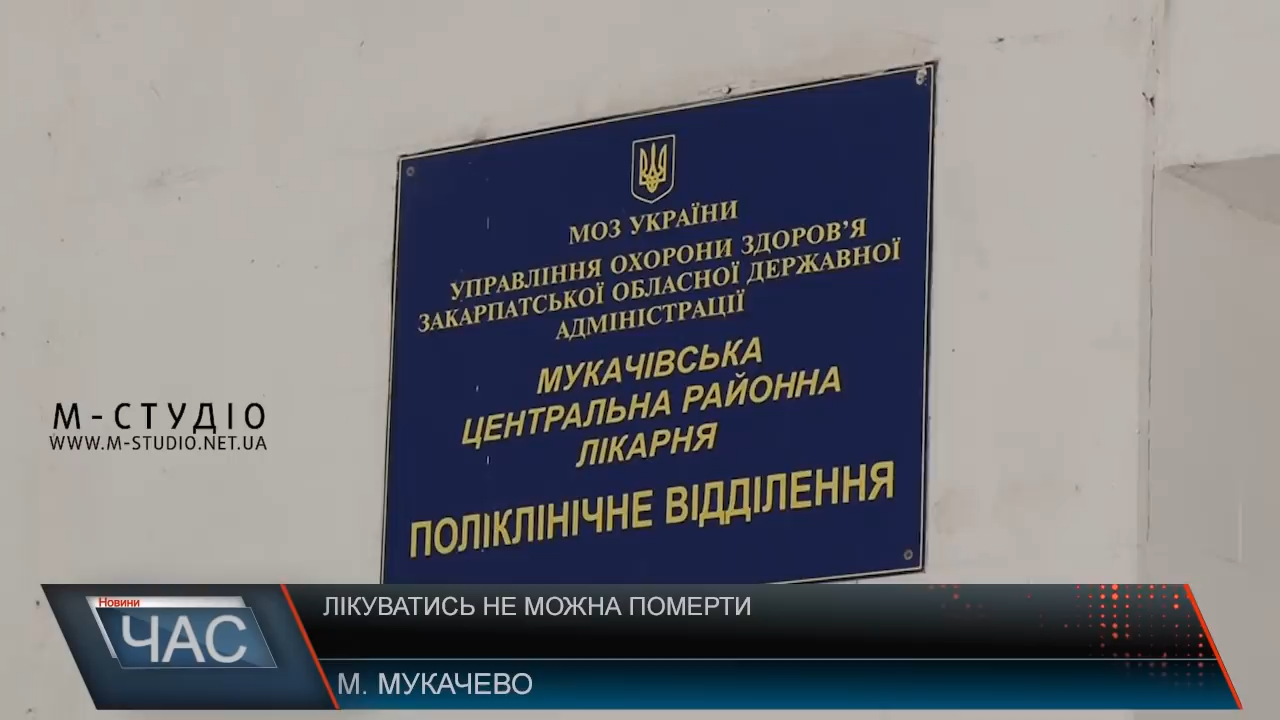 МОЗ УКРАЇНИ
УПРАВЛІННЯ ОХОРОНИ ЗДОРОВ’Я
ЗАКАРПАТСЬКОЇ ОБЛАСНОЇ ДЕРЖАВНОЇ
АДМІНІСТРАЦІЇ
МУКАЧІВСЬКА
ЦЕНТРАЛЬНА РАЙОННА
ЛІКАРНЯ
ПОЛІКЛІНІЧНЕ ВІДДІЛЕННЯ
М-СТУДІО
WWW.M-STUDIO.NET.UA
Новини
ЧАС
ЛІКУВАТИСЬ НЕ МОЖНА ПОМЕРТИ
М. МУКАЧЕВО